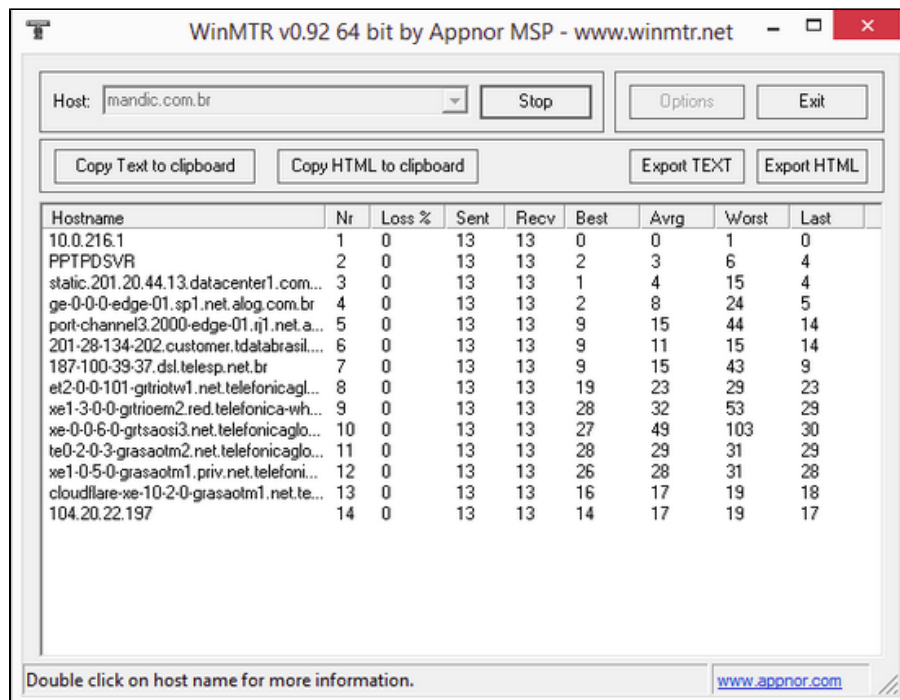 WinMTR v0.92 64 bit by Appnor MSP - www.winmtr.net
Host: mandic.com.br Stop Options Exit
Copy Text to clipboard Copy HTML to clipboard Export TEXT Export HTML
Hostname Nr Loss % Sent Recv Best Avrg Worst Last
10.0.216.1 1 0 13 13 0 0 1 0
PPTPDSVR 2 0 13 13 2 3 6 4
static.201.20.44.13.datacenter1.com... 3 0 13 13 1 4 15 4
ge-0-0-0-edge-01.sp1.net.alog.com.br 4 0 13 13 2 8 24 5
port-channel3.2000-edge-01.rj1.net.a... 5 0 13 13 9 15 44 14
201-28-134-202.customer.tdatabrasil.... 6 0 13 13 9 11 15 14
187-100-39-37.dsl.telesp.net.br 7 0 13 13 9 15 43 9
et2-0-0-101-grtriotw1.net.telefonicagl... 8 0 13 13 19 23 29 23
xe1-3-0-0-grtrioem2.red.telefonica-wh... 9 0 13 13 28 32 53 29
xe-0-0-6-0-grtsaosi3.net.telefonicaglo... 10 0 13 13 27 49 103 30
te0-2-0-3-grasaotm2.net.telefonicaglo... 11 0 13 13 28 29 31 29
xe1-0-5-0-grasaotm1.priv.net.telefoni... 12 0 13 13 26 28 31 28
cloudflare-xe-10-2-0-grasaotm1.net.te... 13 0 13 13 16 17 19 18
104.20.22.197 14 0 13 13 14 17 19 17
Double click on host name for more information. www.appnor.com